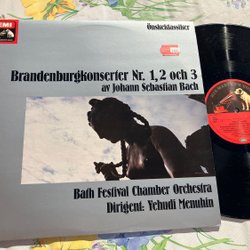 EMI
Önskeklassiker
Brandenburgkonserter Nr. 1, 2 och 3
av Johann Sebastian Bach
Bath Festival Chamber Orchestra
Dirigent: Yehudi Menuhin